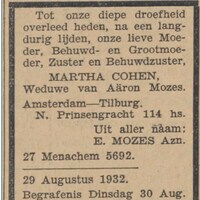 Tot onze diepe droefheid
overleed heden, na een lang-
durig lijden, onze lieve Moe-
der, Behuwd- en Grootmoe-
der, Zuster en Behuwdzuster,
MARTHA COHEN,
Weduwe van Aäron Mozes.
Amsterdam—Tilburg.
N. Prinsengracht 114 hs.
Uit aller naam:
E. MOZES Azn.
27 Menachem 5692.
29 Augustus 1932.
Begrafenis Dinsdag 30 Aug.